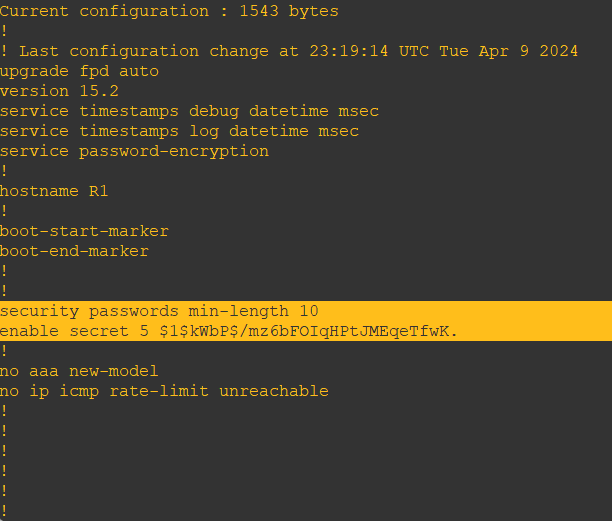 Current configuration : 1543 bytes
!
! Last configuration change at 23:19:14 UTC Tue Apr 9 2024
upgrade fpd auto
version 15.2
service timestamps debug datetime msec
service timestamps log datetime msec
service password-encryption
!
hostname R1
!
boot-start-marker
boot-end-marker
!
!
security passwords min-length 10
enable secret 5 $1$kWbP$/mz6bFOIqHPtJMEqeTfwK.
!
no aaa new-model
no ip icmp rate-limit unreachable
!
!
!
!
!
!